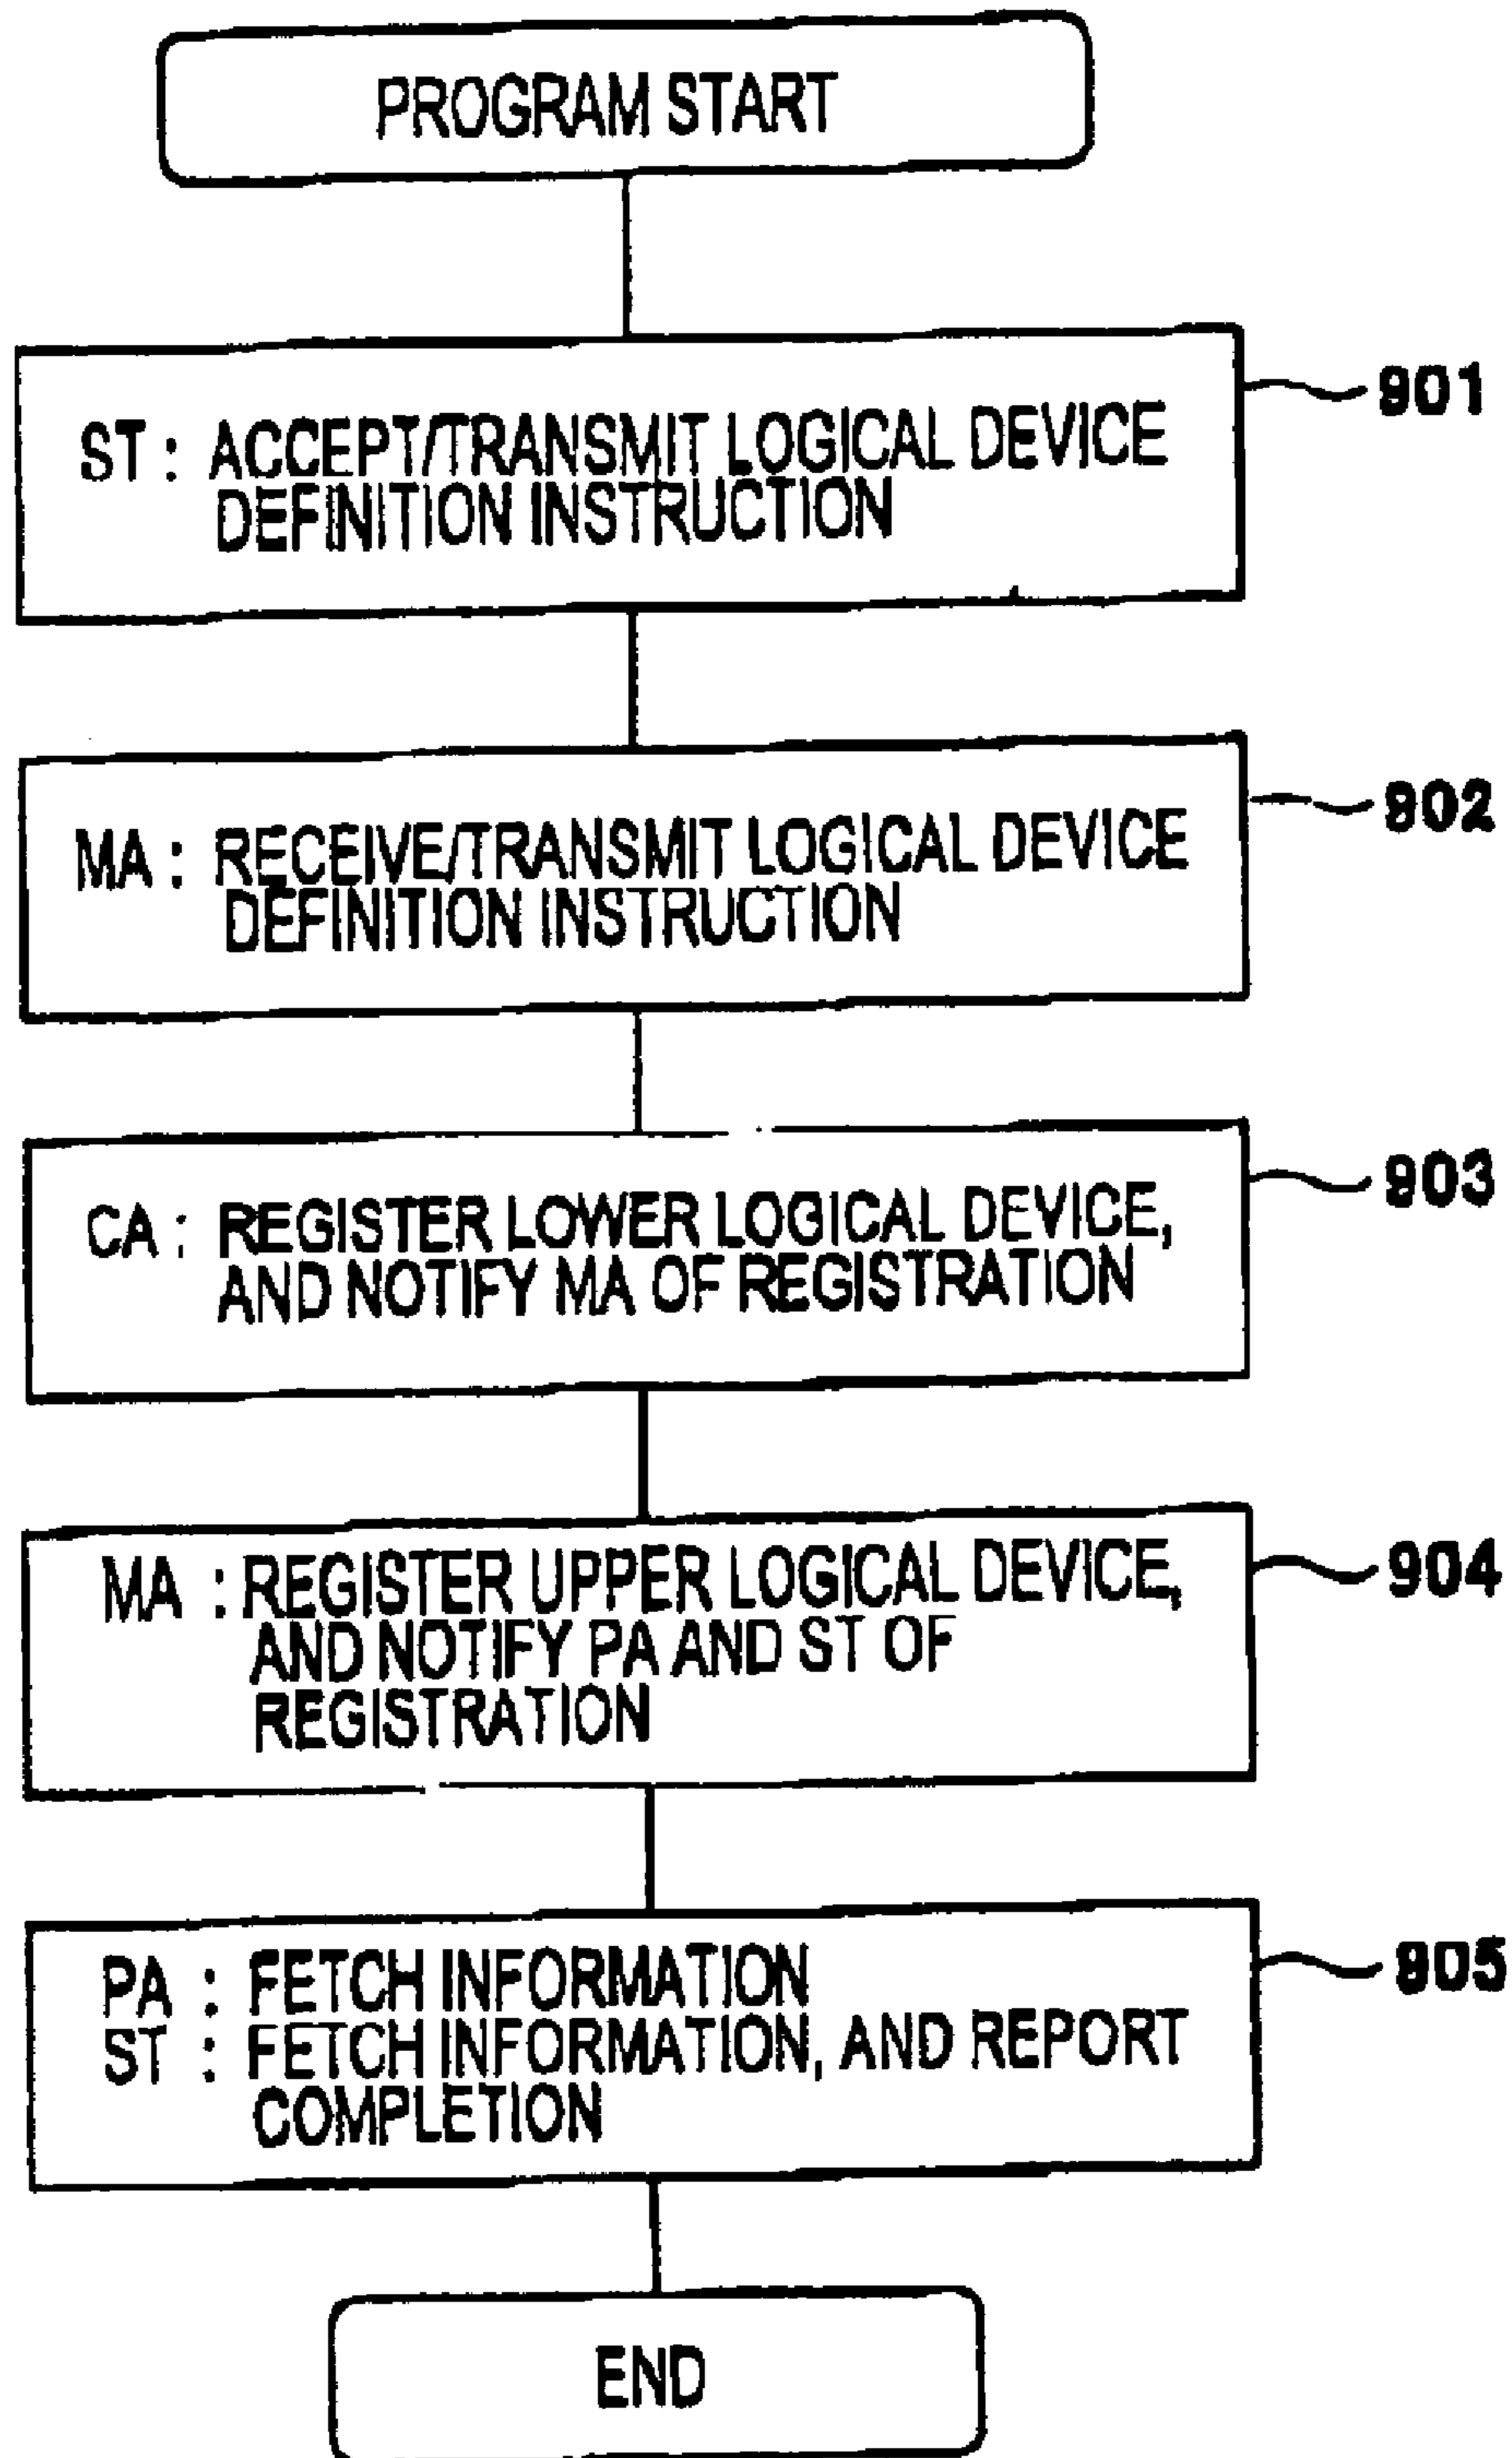 PROGRAM START
901
ST : ACCEPT/TRANSMIT LOGICAL DEVICE
DEFINITION INSTRUCTION
902
MA : RECEIVE/TRANSMIT LOGICAL DEVICE
DEFINITION INSTRUCTION
903
CA : REGISTER LOWER LOGICAL DEVICE,
AND NOTIFY MA OF REGISTRATION
904
MA : REGISTER UPPER LOGICAL DEVICE,
AND NOTIFY PA AND ST OF
REGISTRATION
905
PA : FETCH INFORMATION
ST : FETCH INFORMATION, AND REPORT
COMPLETION
END